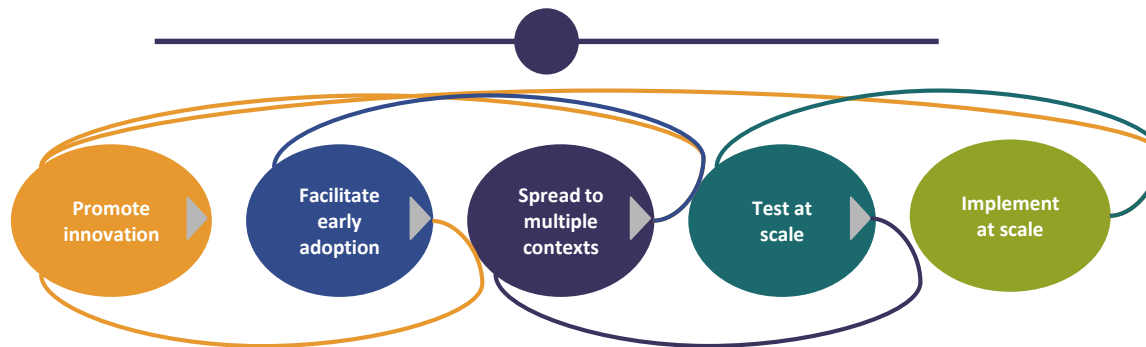 Promote
innovation
Facilitate
early
adoption
Spread to
multiple
contexts
Test at
scale
Implement
at scale